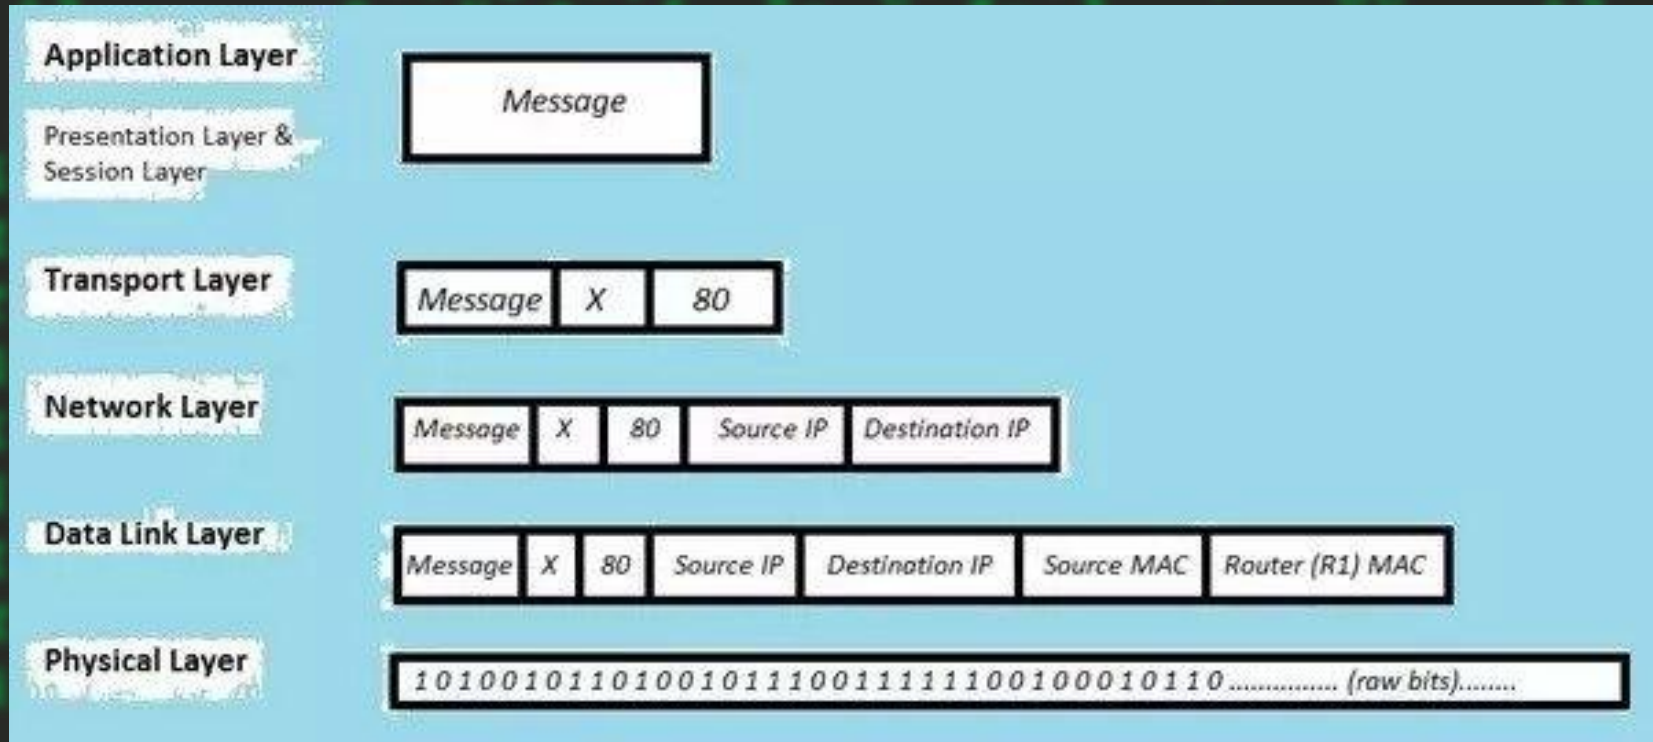 Application Layer
Message
Presentation Layer &
Session Layer
Transport Layer
Message X 80
Network Layer
Message X 80 Source IP Destination IP
Data Link Layer
Message X 80 Source IP Destination IP Source MAC Router (R1) MAC
Physical Layer
1 0 1 0 0 1 0 1 1 0 1 0 0 1 0 1 1 1 0 0 1 1 1 1 1 1 0 0 1 0 0 0 1 0 1 1 0 ............... (raw bits)........